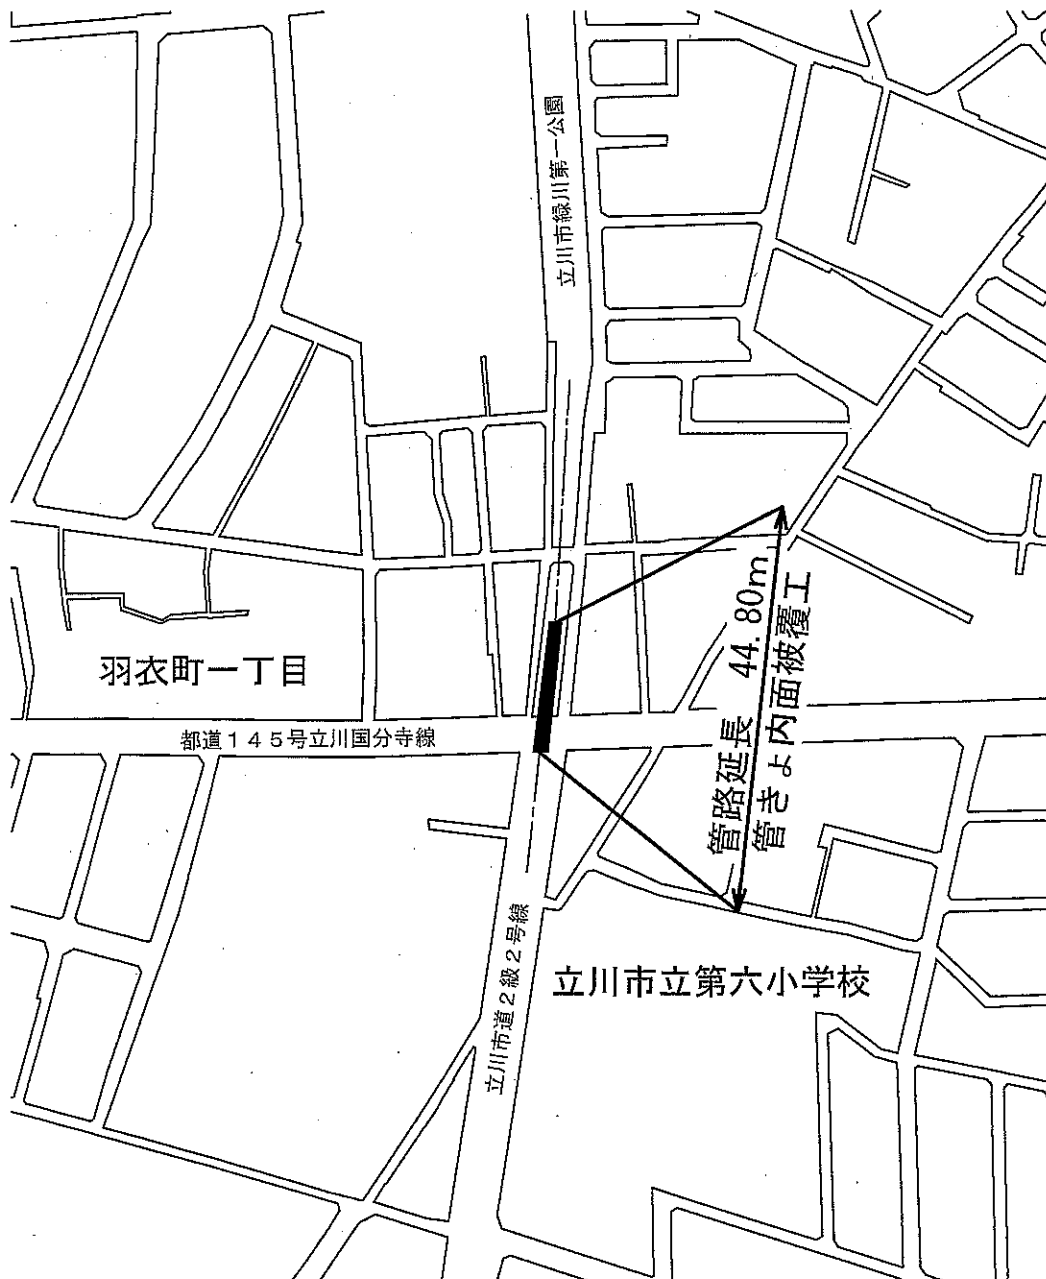 立川市緑川第一公園
羽衣町一丁目
都道145号立川国分寺線
管路延長 44.80m
管きょ内面被覆工
立川市道2級2号線
立川市立第六小学校